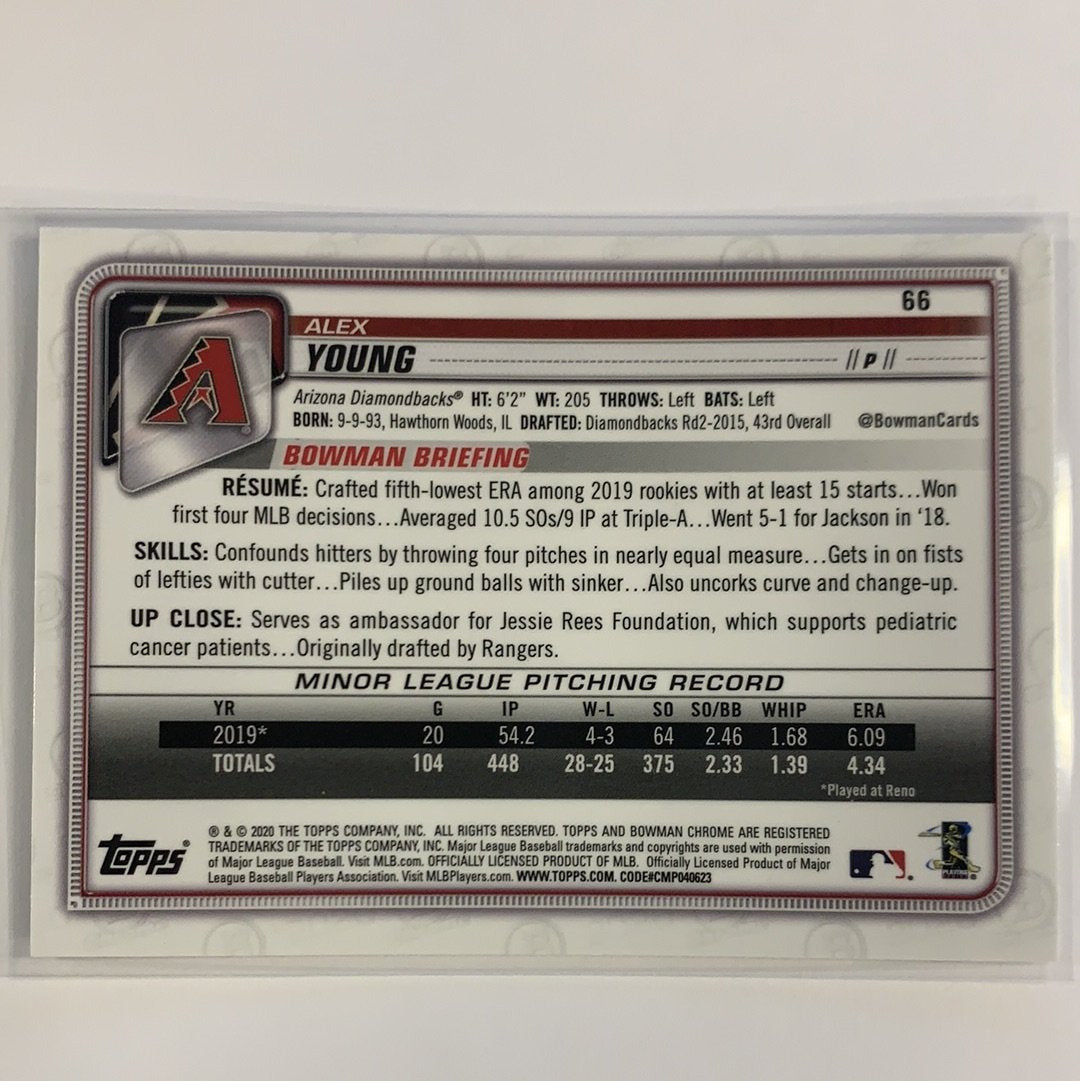 66
ALEX
YOUNG // P //
Arizona Diamondbacks® HT: 6'2" WT: 205 THROWS: Left BATS: Left
BORN: 9-9-93, Hawthorn Woods, IL DRAFTED: Diamondbacks Rd2-2015, 43rd Overall @BowmanCards
BOWMAN BRIEFING
RÉSUMÉ: Crafted fifth-lowest ERA among 2019 rookies with at least 15 starts...Won
first four MLB decisions...Averaged 10.5 SOs/9 IP at Triple-A...Went 5-1 for Jackson in '18.
SKILLS: Confounds hitters by throwing four pitches in nearly equal measure...Gets in on fists
of lefties with cutter...Piles up ground balls with sinker...Also uncorks curve and change-up.
UP CLOSE: Serves as ambassador for Jessie Rees Foundation, which supports pediatric
cancer patients...Originally drafted by Rangers.
MINOR LEAGUE PITCHING RECORD
YR G IP W-L SO SO/BB WHIP ERA
2019* 20 54.2 4-3 64 2.46 1.68 6.09
TOTALS 104 448 28-25 375 2.33 1.39 4.34
*Played at Reno
topps®
® & © 2020 THE TOPPS COMPANY, INC. ALL RIGHTS RESERVED. TOPPS AND BOWMAN CHROME ARE REGISTERED
TRADEMARKS OF THE TOPPS COMPANY, INC. Major League Baseball trademarks and copyrights are used with permission
of Major League Baseball. Visit MLB.com. OFFICIALLY LICENSED PRODUCT OF MLB. Officially Licensed Product of Major
League Baseball Players Association. Visit MLBPlayers.com. WWW.TOPPS.COM. CODE#CMP040623